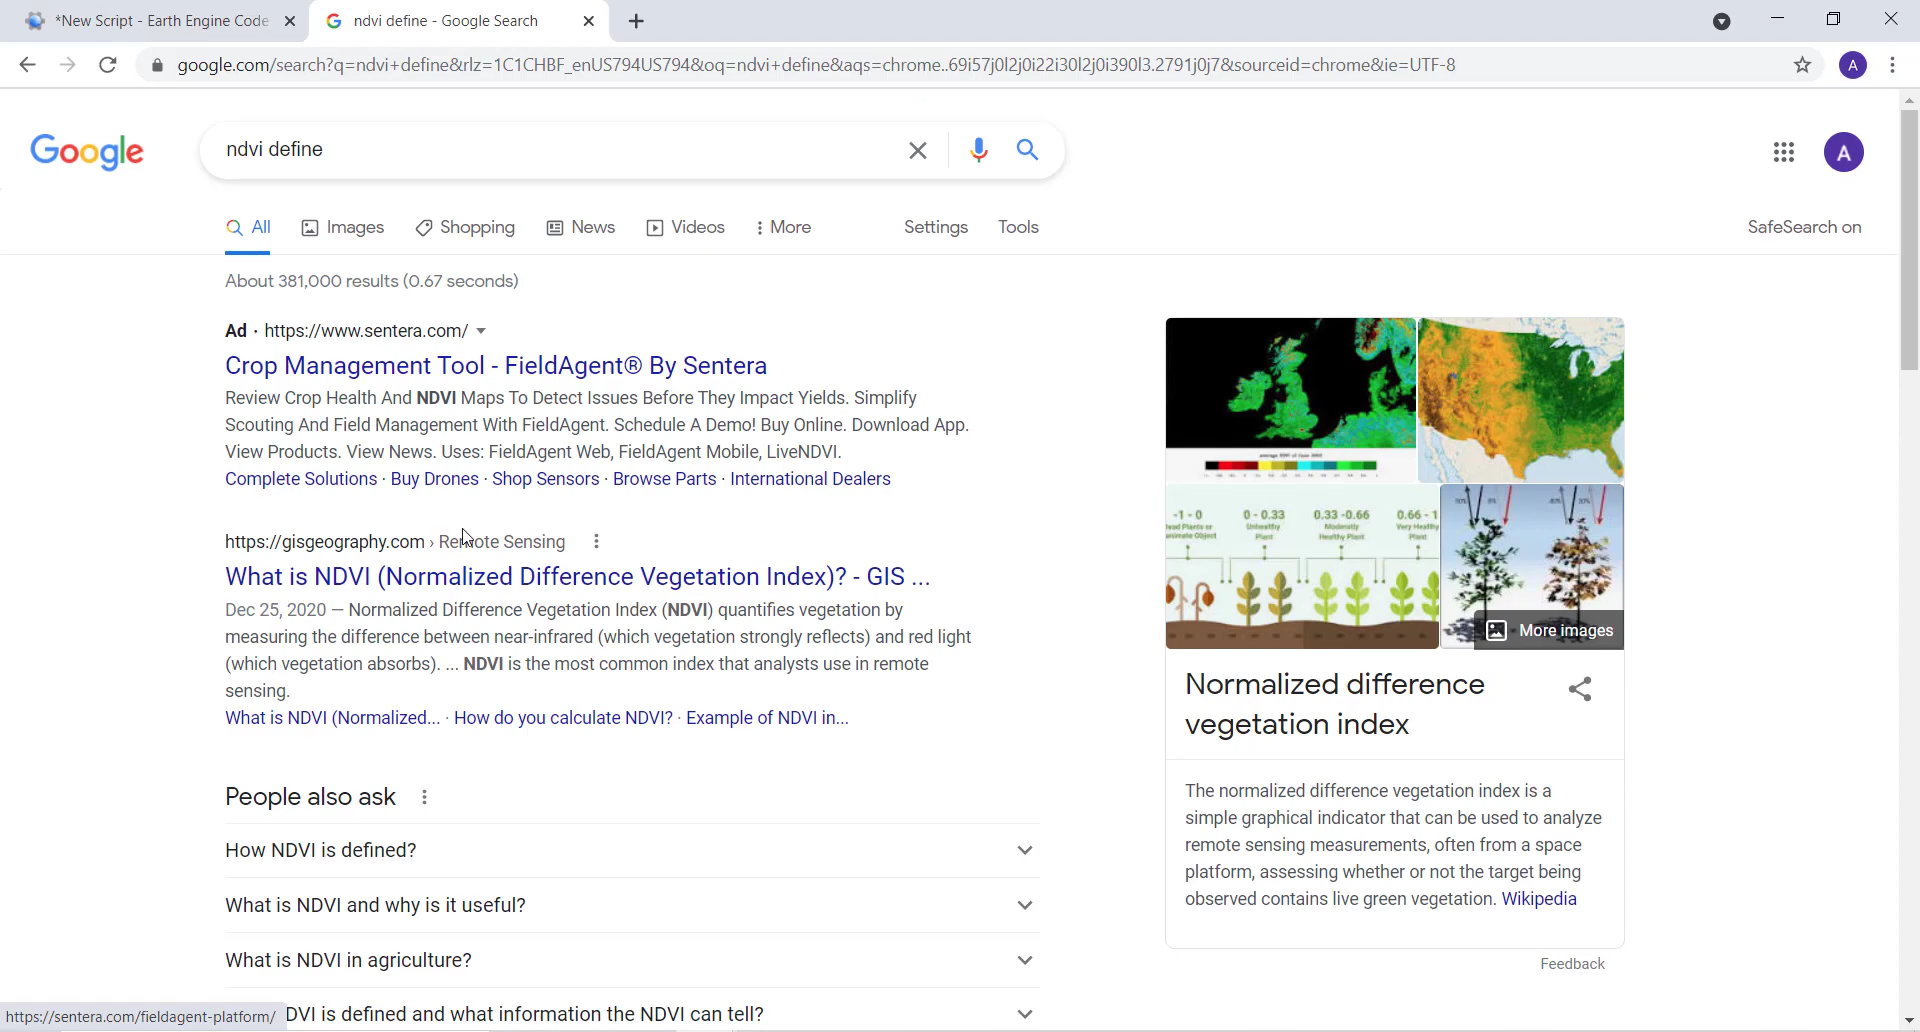 *New Script - Earth Engine Code
ndvi define - Google Search
google.com/search?q=ndvi+define&rlz=1C1CHBF_enUS794US794&oq=ndvi+define&aqs=chrome..69i57j0l2j0i22i30l2j0i390l3.2791j0j7&sourceid=chrome&ie=UTF-8
A
Google
ndvi define
A
All
Images
Shopping
News
Videos
More
Settings
Tools
SafeSearch on
About 381,000 results (0.67 seconds)
Ad · https://www.sentera.com/
Crop Management Tool - FieldAgent® By Sentera
Review Crop Health And NDVI Maps To Detect Issues Before They Impact Yields. Simplify
Scouting And Field Management With FieldAgent. Schedule A Demo! Buy Online. Download App.
View Products. View News. Uses: FieldAgent Web, FieldAgent Mobile, LiveNDVI.
Complete Solutions · Buy Drones · Shop Sensors · Browse Parts · International Dealers
https://gisgeography.com › Remote Sensing
What is NDVI (Normalized Difference Vegetation Index)? - GIS ...
Dec 25, 2020 — Normalized Difference Vegetation Index (NDVI) quantifies vegetation by
measuring the difference between near-infrared (which vegetation strongly reflects) and red light
(which vegetation absorbs). ... NDVI is the most common index that analysts use in remote
sensing.
What is NDVI (Normalized... · How do you calculate NDVI? · Example of NDVI in...
People also ask
How NDVI is defined?
What is NDVI and why is it useful?
What is NDVI in agriculture?
DVI is defined and what information the NDVI can tell?
https://sentera.com/fieldagent-platform/
-1 - 0
0 - 0.33
0.33 -0.66
0.66 - 1
Unhealthy
Plant
Moderatly
Healthy Plant
Very Healthy
Plant
More images
Normalized difference
vegetation index
The normalized difference vegetation index is a
simple graphical indicator that can be used to analyze
remote sensing measurements, often from a space
platform, assessing whether or not the target being
observed contains live green vegetation. Wikipedia
Feedback